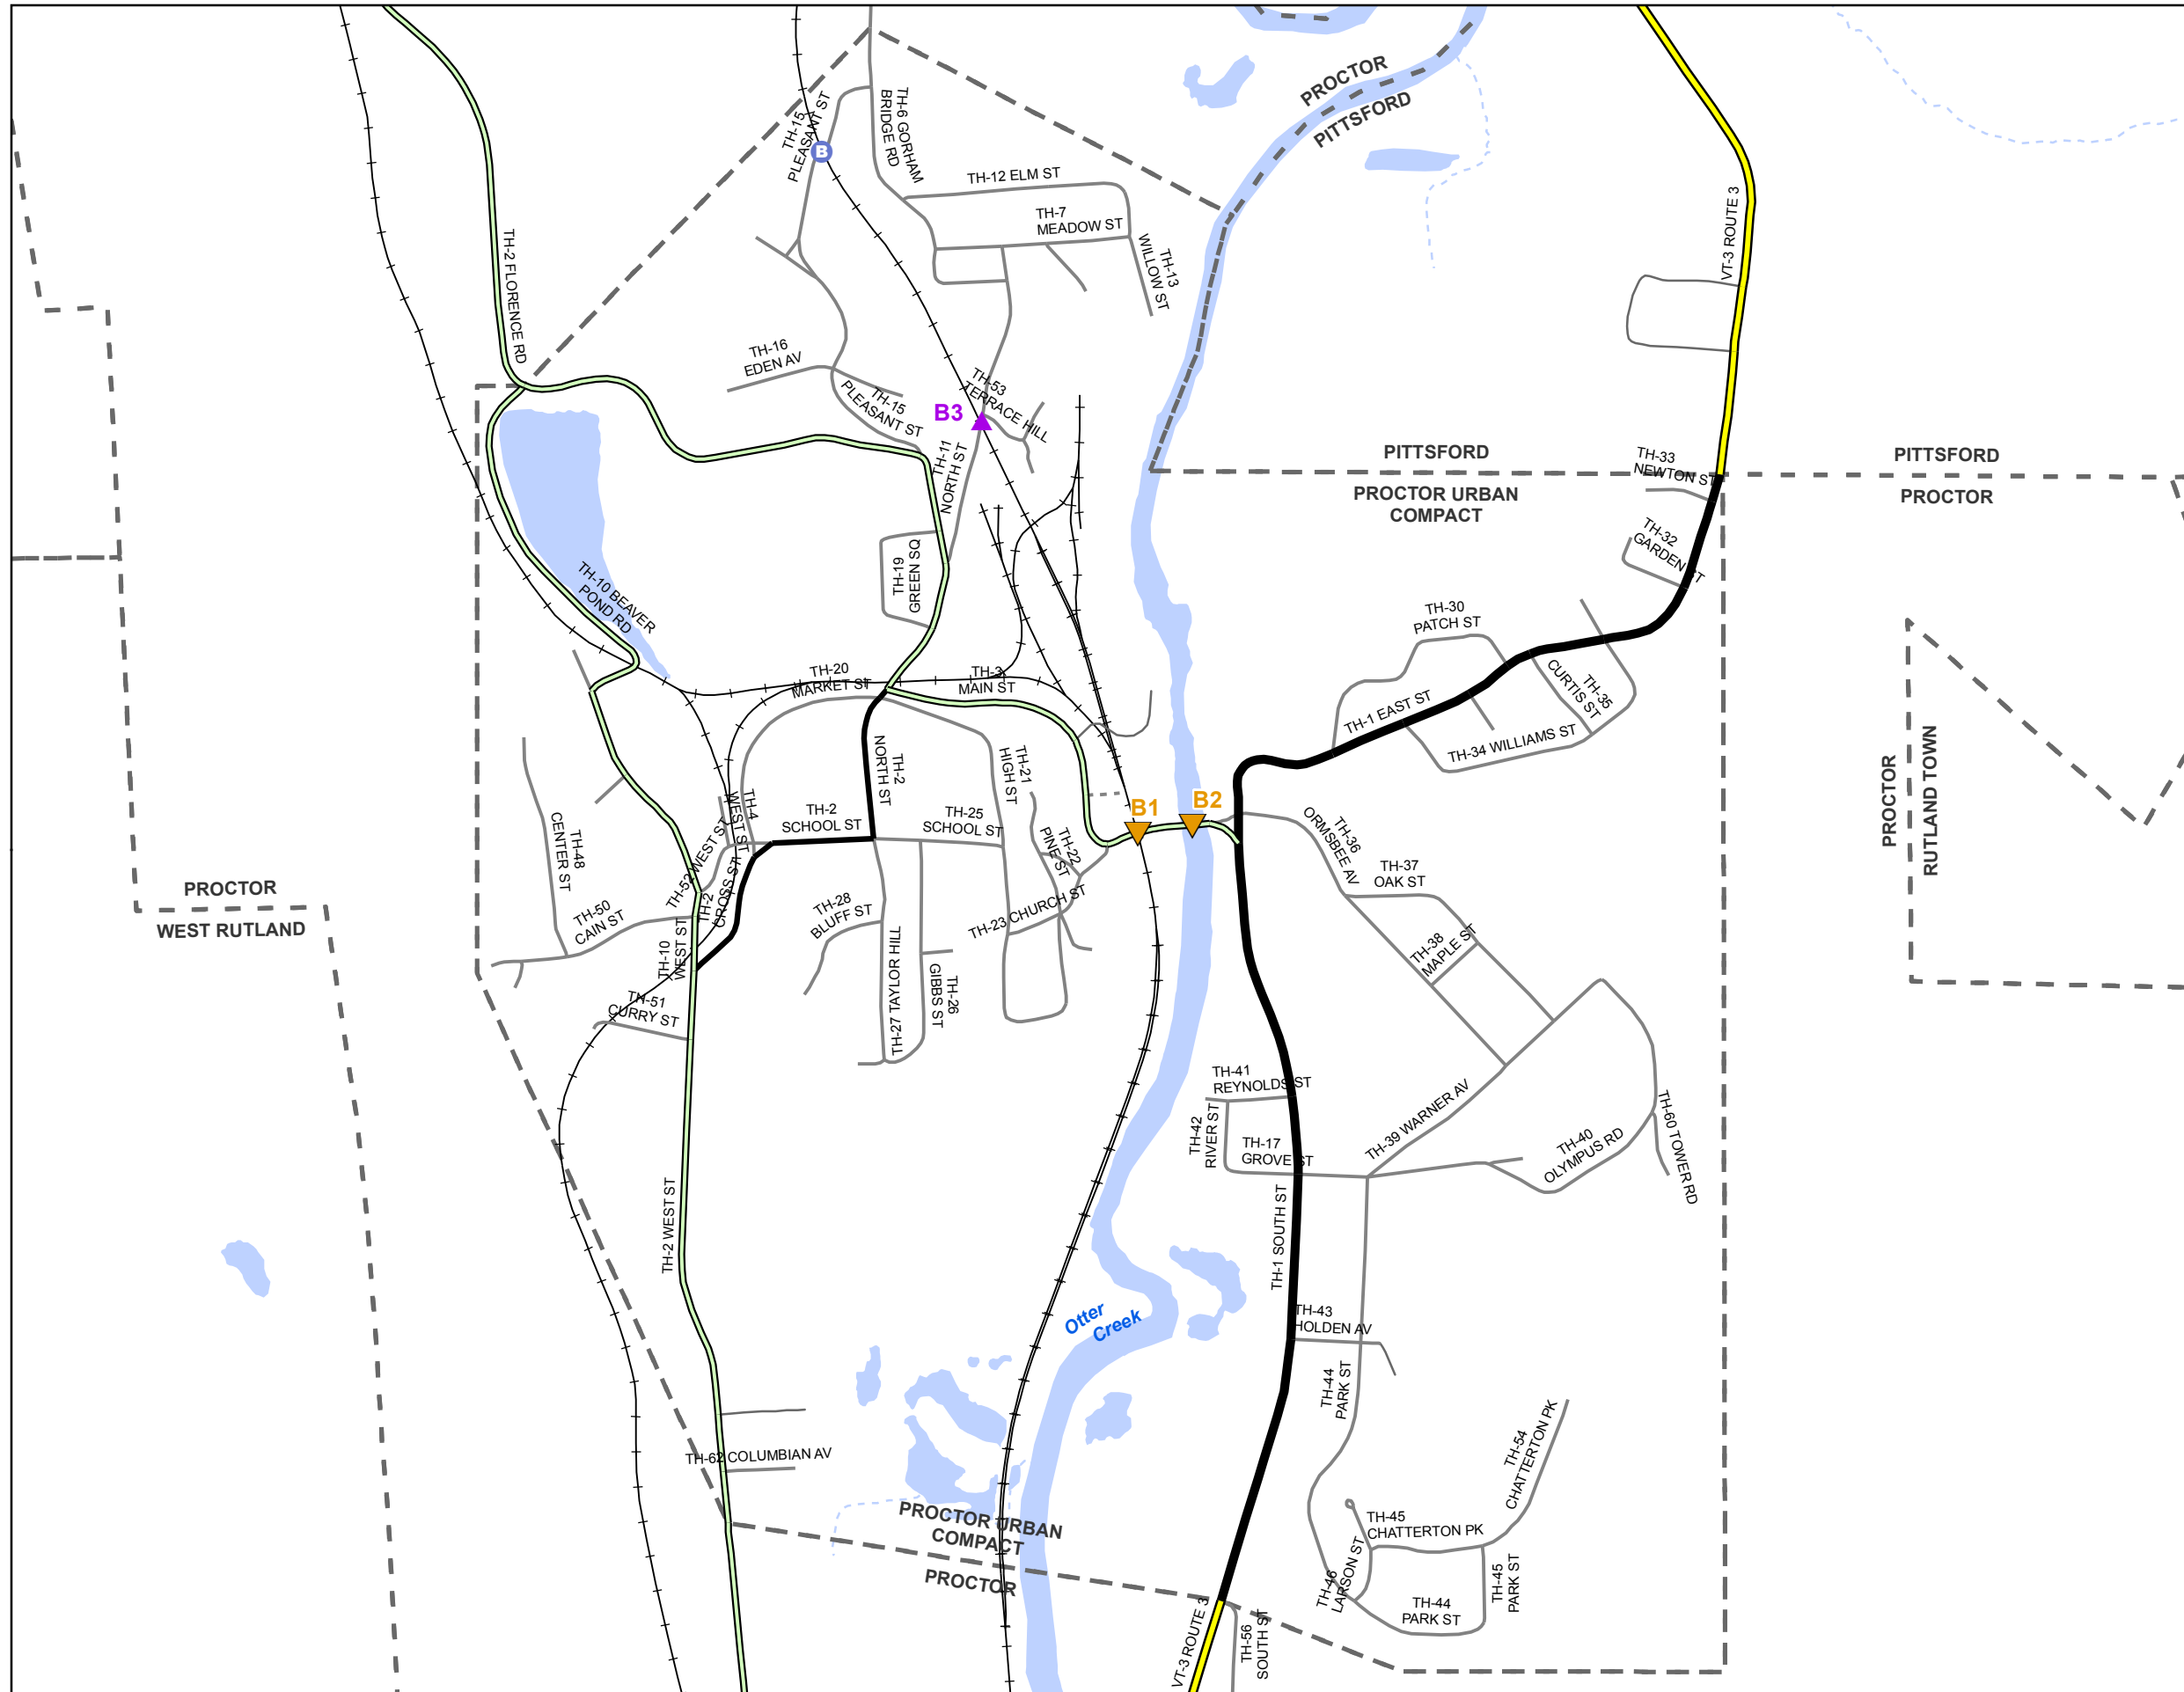 PROCTOR
PITTSFORD
TH-15
PLEASANT ST
B
TH-6 GORHAM
BRIDGE RD
TH-12 ELM ST
TH-7
MEADOW ST
TH-13
WILLOW ST
VT-3 ROUTE 3
TH-2 FLORENCE RD
TH-16
EDEN AV
TH-15
PLEASANT ST
B3
TH-53
TERRACE HILL
TH-11
NORTH ST
PITTSFORD
PROCTOR URBAN
COMPACT
TH-33
NEWTON ST
PITTSFORD
PROCTOR
TH-32
GARDEN ST
TH-19
GREEN SQ
TH-10 BEAVER
POND RD
TH-30
PATCH ST
TH-20
MARKET ST
TH-3
MAIN ST
TH-35
CURTIS ST
TH-1 EAST ST
TH-34 WILLIAMS ST
PROCTOR
RUTLAND TOWN
TH-2
NORTH ST
TH-21
HIGH ST
TH-4
WEST ST
TH-2
SCHOOL ST
TH-25
SCHOOL ST
B1
B2
TH-48
CENTER ST
TH-52 WEST ST
TH-2
CROSS ST
TH-22
PINE ST
TH-36
ORMSBEE AV
TH-37
OAK ST
PROCTOR
WEST RUTLAND
TH-50
CAIN ST
TH-10
WEST ST
TH-28
BLUFF ST
TH-23 CHURCH ST
TH-38
MAPLE ST
TH-27 TAYLOR HILL
TH-26
GIBBS ST
TH-51
CURRY ST
TH-41
REYNOLDS ST
TH-42
RIVER ST
TH-17
GROVE ST
TH-39 WARNER AV
TH-40
OLYMPUS RD
TH-60 TOWER RD
TH-2 WEST ST
TH-1 SOUTH ST
Otter
Creek
TH-43
HOLDEN AV
TH-44
PARK ST
TH-54
CHATTERTON PK
TH-62 COLUMBIAN AV
PROCTOR URBAN
COMPACT
PROCTOR
TH-45
CHATTERTON PK
TH-46
LARSON ST
TH-45
PARK ST
TH-44
PARK ST
VT-3 ROUTE 3
TH-56
SOUTH ST